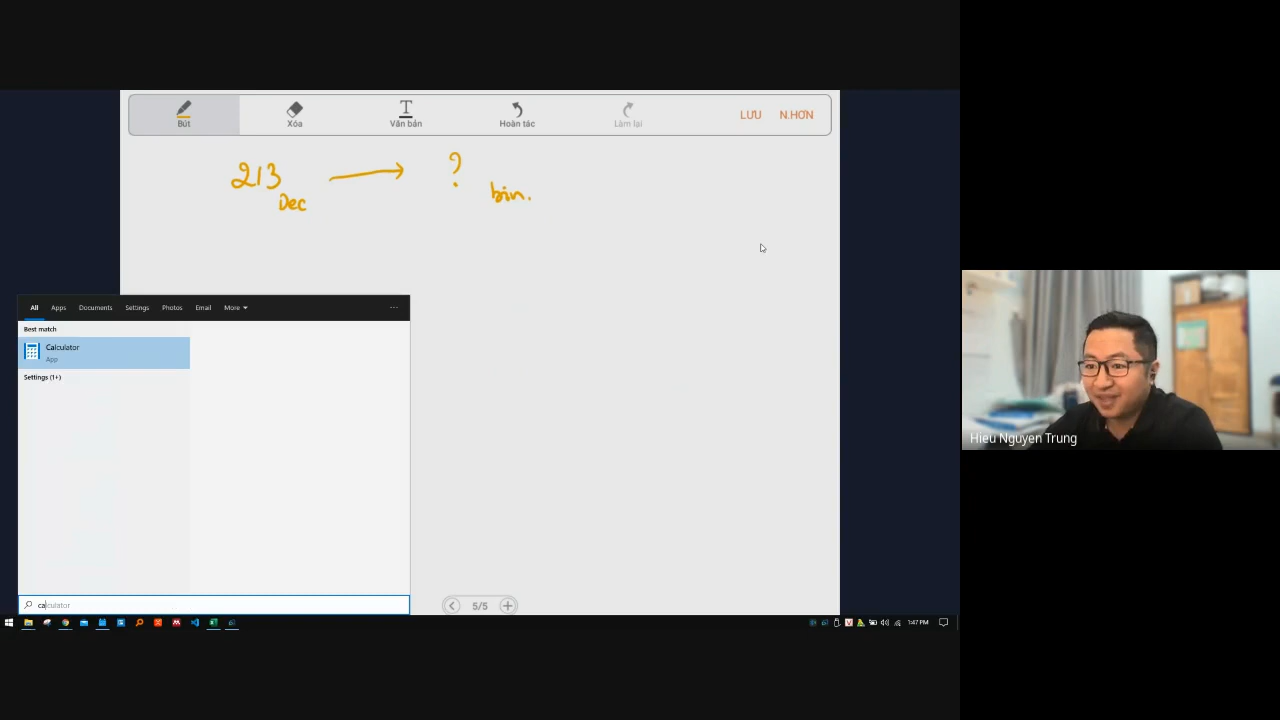 Bút
Xóa
Văn bản
Hoàn tác
Làm lại
LƯU
N.HƠN
213 Dec → ? bin.
All
Apps
Documents
Settings
Photos
Email
More
Best match
Calculator
App
Settings (1+)
calculator
5/5
1:47 PM
Hieu Nguyen Trung